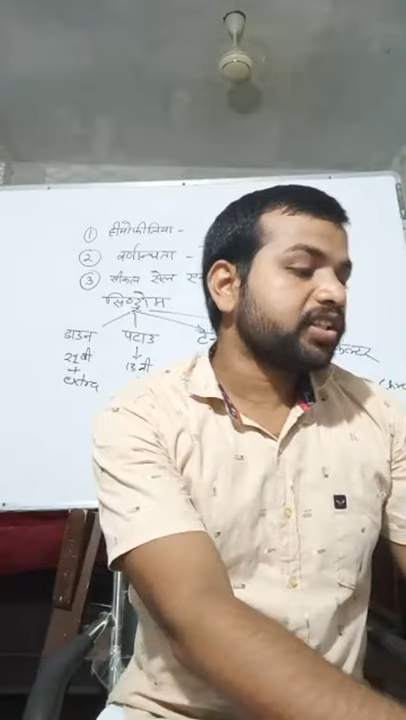 ① हीमोफीलिया -
② वर्णान्धता -
③ सीकल सेल
सिण्ड्रोम
डाउन पटाउ
21वी 13वी
+
extra